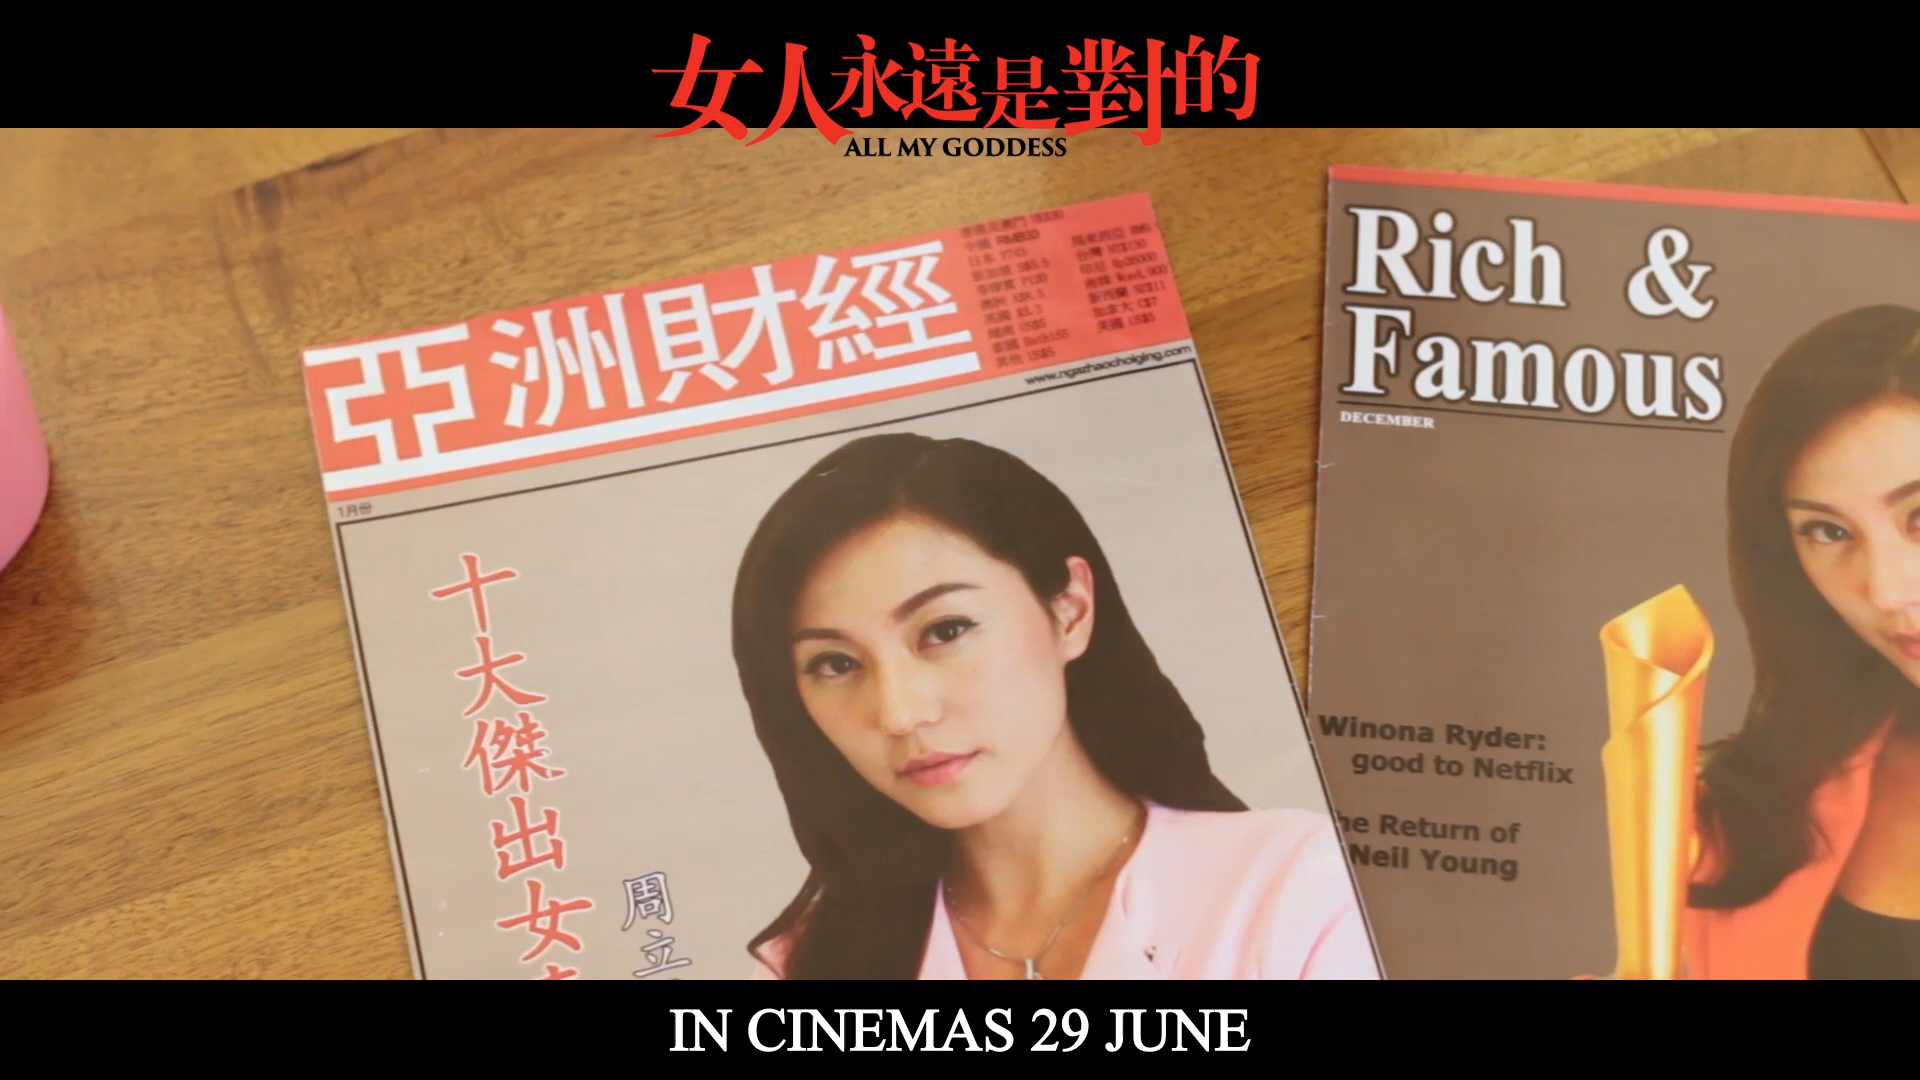 女人永遠是對的
ALL MY GODDESS
亞洲財經
www.ngazhaochoiging.com
1月份
十大傑出女
周立
Rich &
Famous
DECEMBER
Winona Ryder:
good to Netflix
he Return of
Neil Young
IN CINEMAS 29 JUNE